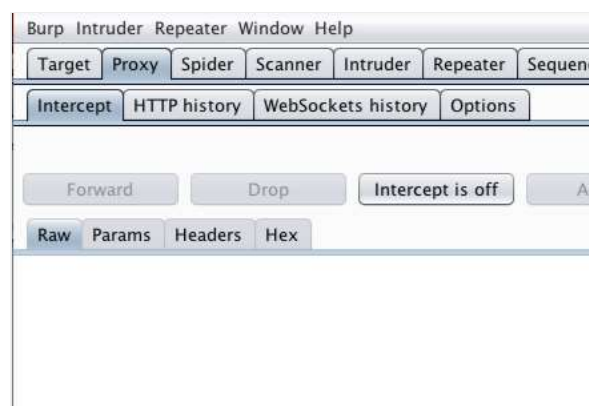 Burp Intruder Repeater Window Help
Target Proxy Spider Scanner Intruder Repeater Sequen
Intercept HTTP history WebSockets history Options
Forward Drop Intercept is off A
Raw Params Headers Hex